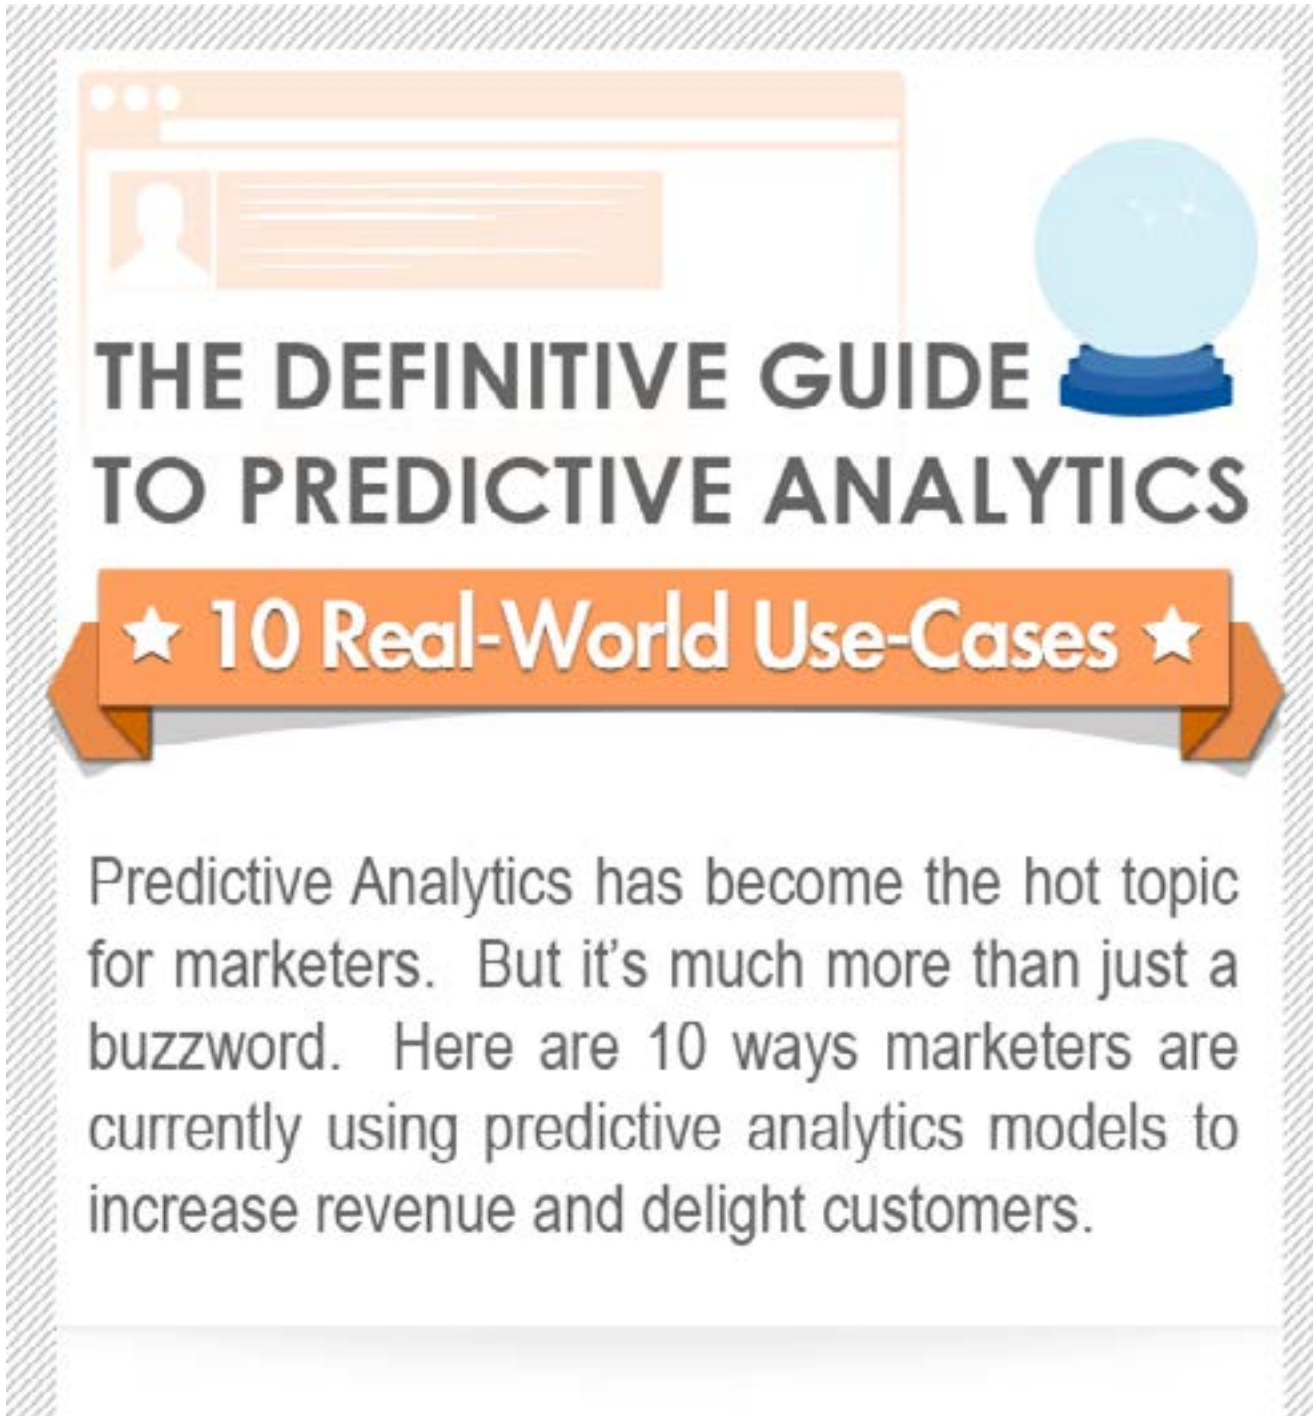 THE DEFINITIVE GUIDE
TO PREDICTIVE ANALYTICS
10 Real-World Use-Cases
Predictive Analytics has become the hot topic
for marketers.  But it's much more than just a
buzzword.  Here are 10 ways marketers are
currently using predictive analytics models to
increase revenue and delight customers.